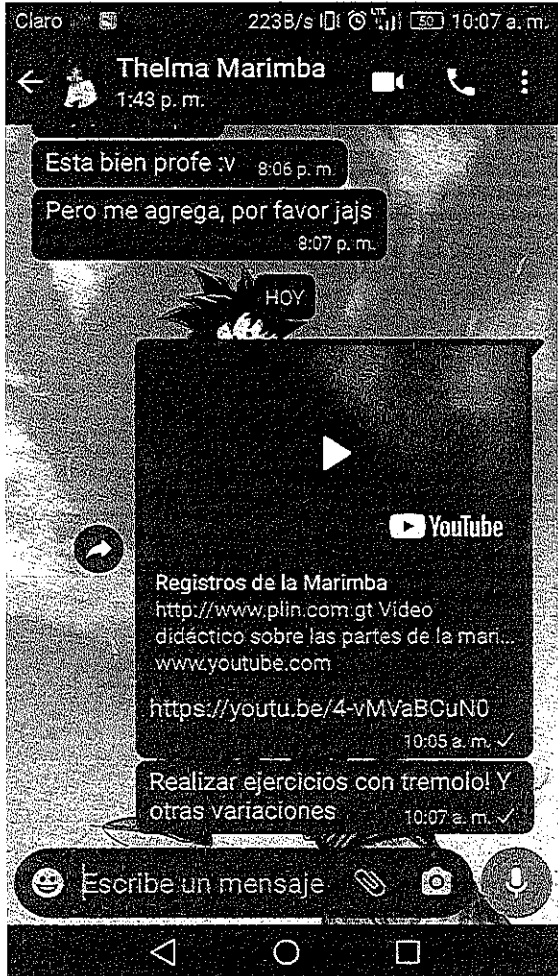 Claro 223B/s LTE 50 10:07 a. m.
Thelma Marimba
1:43 p. m.
Esta bien profe :v 8:06 p. m.
Pero me agrega, por favor jajs
8:07 p. m.
HOY
YouTube
Registros de la Marimba
http://www.plin.com.gt Video
didáctico sobre las partes de la mari...
www.youtube.com
https://youtu.be/4-vMVaBCuN0
10:05 a. m.
Realizar ejercicios con tremolo! Y
otras variaciones 10:07 a. m.
Escribe un mensaje